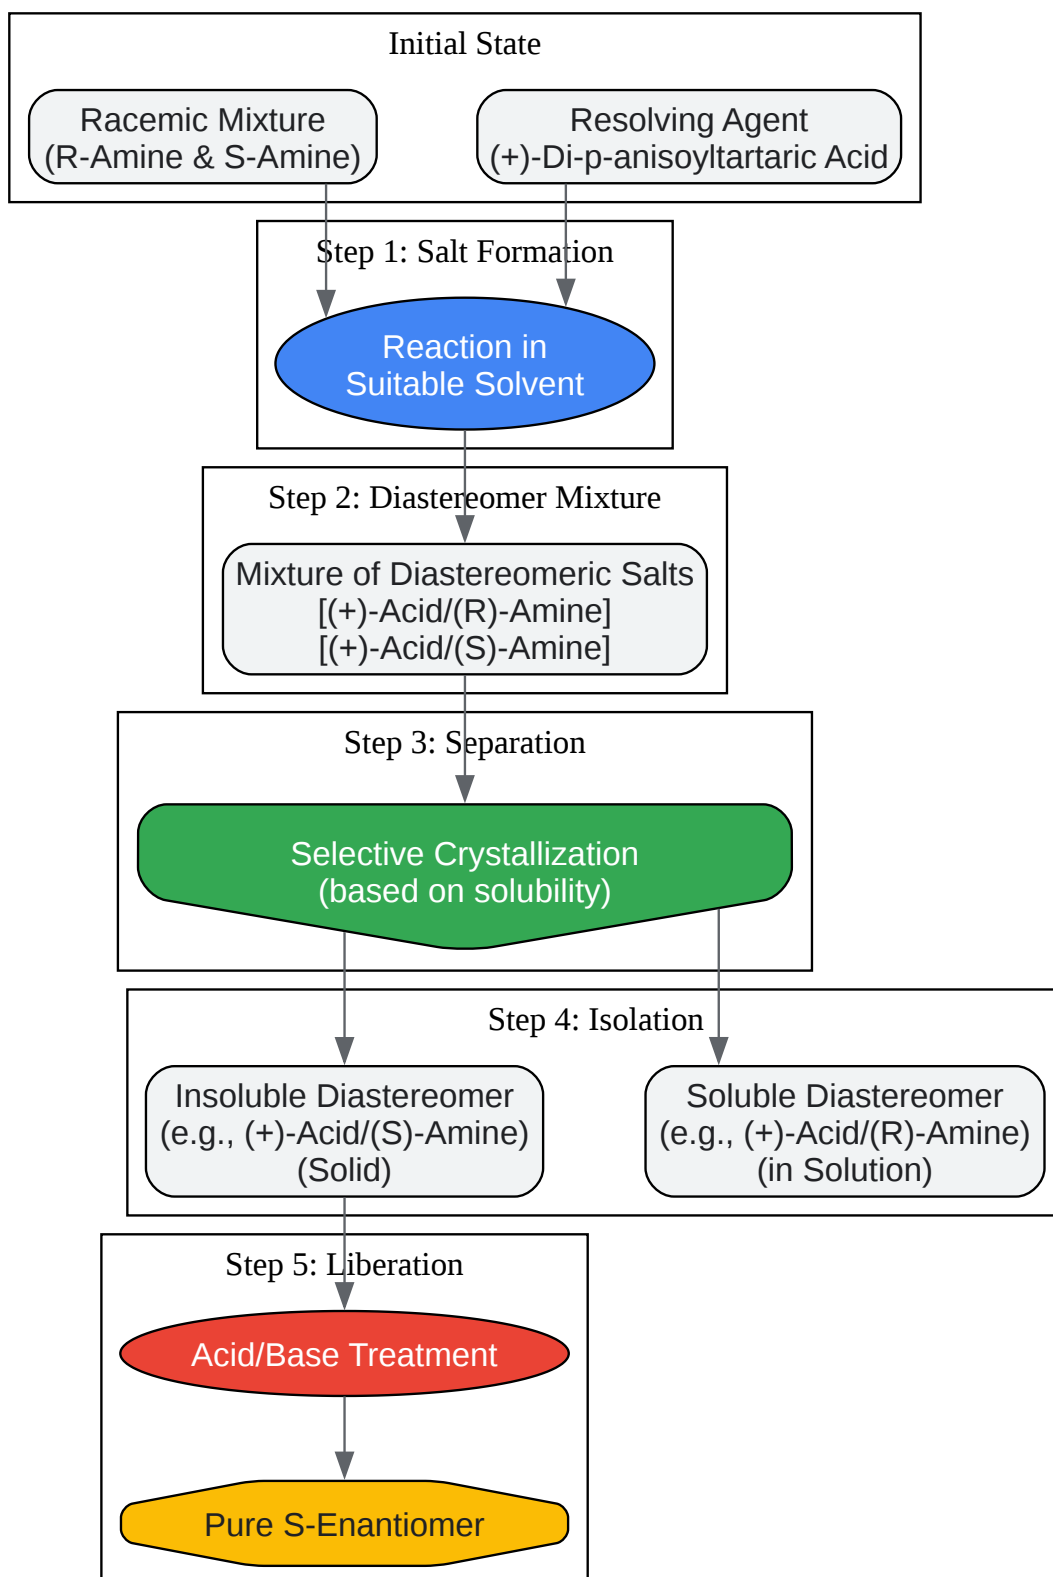 Initial State
Racemic Mixture
(R-Amine & S-Amine)
Resolving Agent
(+)-Di-p-anisoyltartaric Acid
Step 1: Salt Formation
Reaction in
Suitable Solvent
Step 2: Diastereomer Mixture
Mixture of Diastereomeric Salts
[(+)-Acid/(R)-Amine]
[(+)-Acid/(S)-Amine]
Step 3: Separation
Selective Crystallization
(based on solubility)
Step 4: Isolation
Insoluble Diastereomer
(e.g., (+)-Acid/(S)-Amine)
(Solid)
Soluble Diastereomer
(e.g., (+)-Acid/(R)-Amine)
(in Solution)
Step 5: Liberation
Acid/Base Treatment
Pure S-Enantiomer